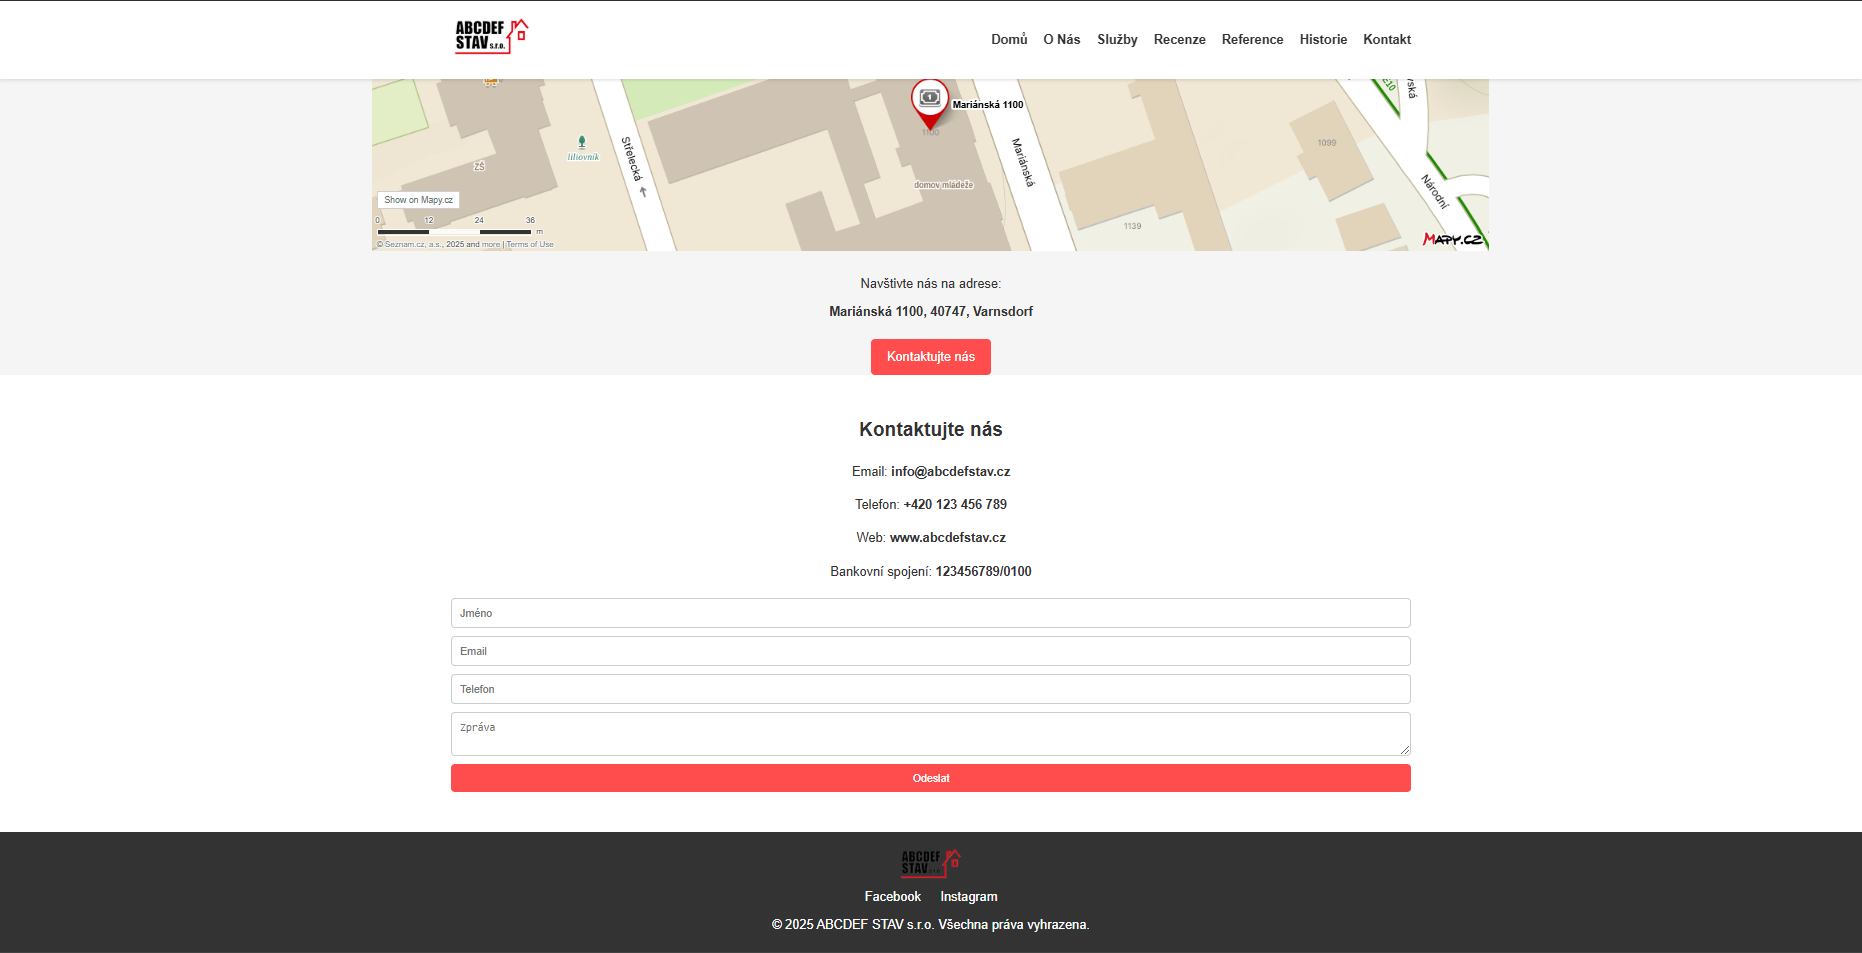 ABCDEF
STAV s.r.o.
Domů O Nás Služby Recenze Reference Historie Kontakt
1
Mariánská 1100
1100
Střelecká
liliovník
ZŠ
Mariánská
domov mládeže
1099
1139
Národní
E10
vská
Show on Mapy.cz
0 12 24 36 m
© Seznam.cz, a.s., 2025 and more | Terms of Use
MAPY.CZ
Navštivte nás na adrese:
Mariánská 1100, 40747, Varnsdorf
Kontaktujte nás
Kontaktujte nás
Email: info@abcdefstav.cz
Telefon: +420 123 456 789
Web: www.abcdefstav.cz
Bankovní spojení: 123456789/0100
Jméno
Email
Telefon
Zpráva
Odeslat
ABCDEF
STAV s.r.o.
Facebook Instagram
© 2025 ABCDEF STAV s.r.o. Všechna práva vyhrazena.